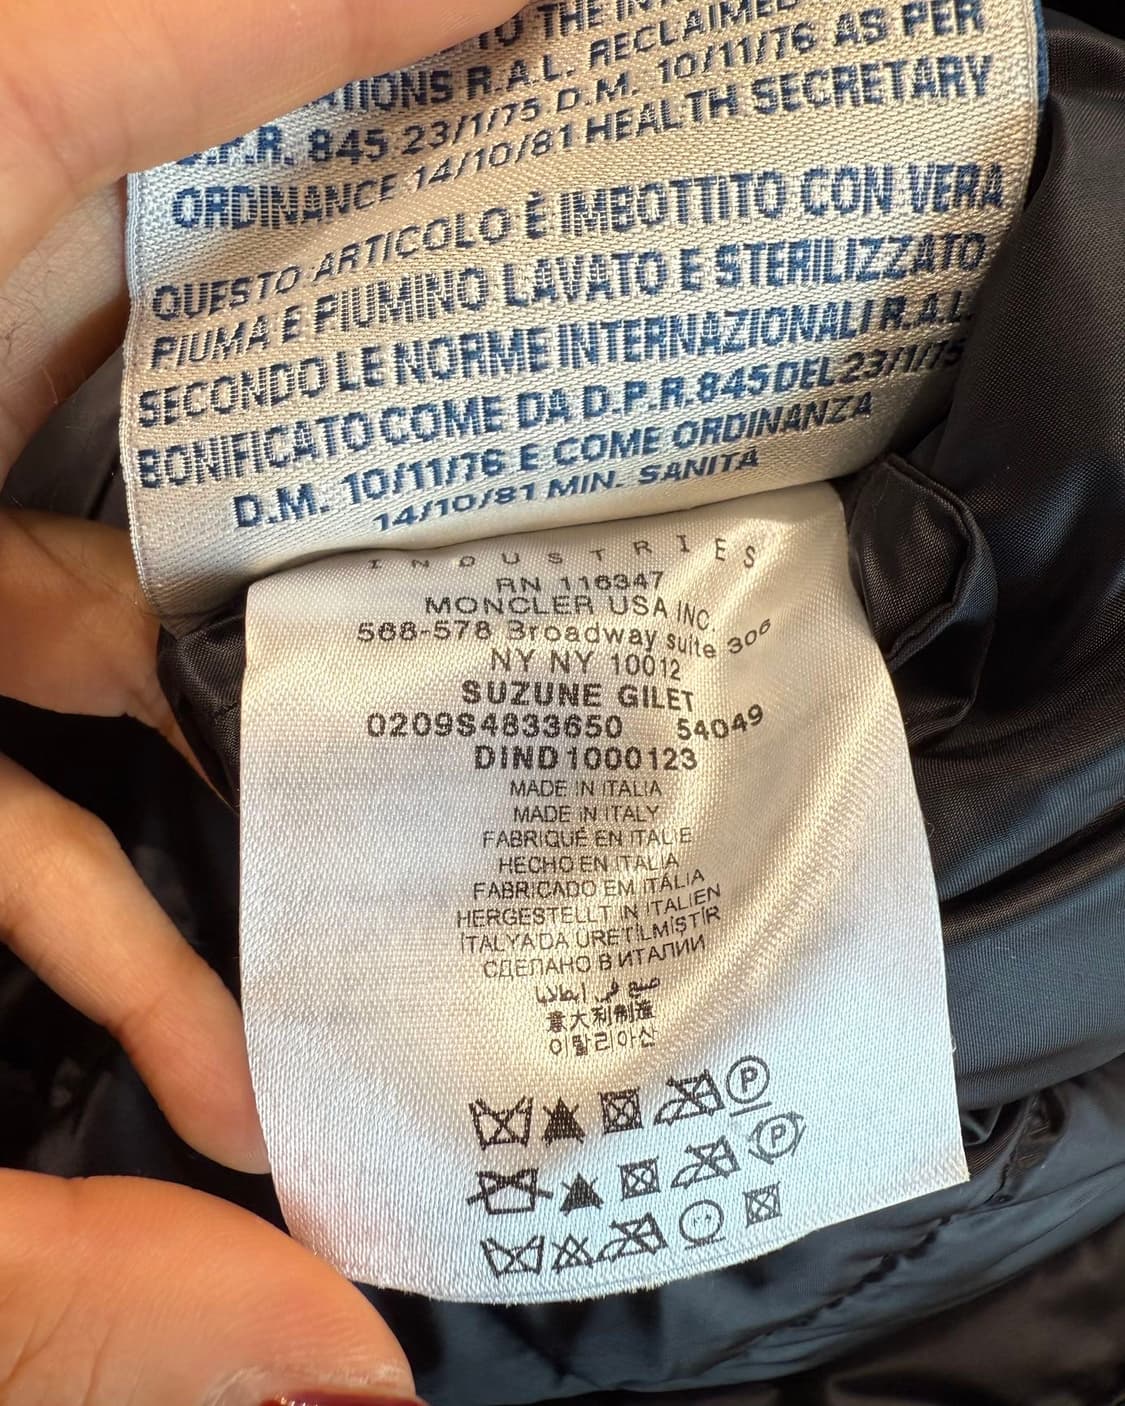 TO THE
R.A.L. RECLAIMED
D.P.R. 845 23/1/75 D.M. 10/11/76 AS PER
ORDINANCE 14/10/81 HEALTH SECRETARY
QUESTO ARTICOLO È IMBOTTITO CON VERA
PIUMA E PIUMINO LAVATO E STERILIZZATO
SECONDO LE NORME INTERNAZIONALI R.A.L.
BONIFICATO COME DA D.P.R. 845 DEL 23/1/75
D.M. 10/11/76 E COME ORDINANZA
14/10/81 MIN. SANITÀ
INDUSTRIES
RN 116347
MONCLER USA INC.
568-578 Broadway suite 306
NY NY 10012
SUZUNE GILET
0209S4833650 54049
DIND1000123
MADE IN ITALIA
MADE IN ITALY
FABRIQUÉ EN ITALIE
HECHO EN ITALIA
FABRICADO EM ITÁLIA
HERGESTELLT IN ITALIEN
İTALYA'DA URETİLMİŞTİR
СДЕЛАНО В ИТАЛИИ
صنع في إيطاليا
意大利制造
이탈리아산
P
P